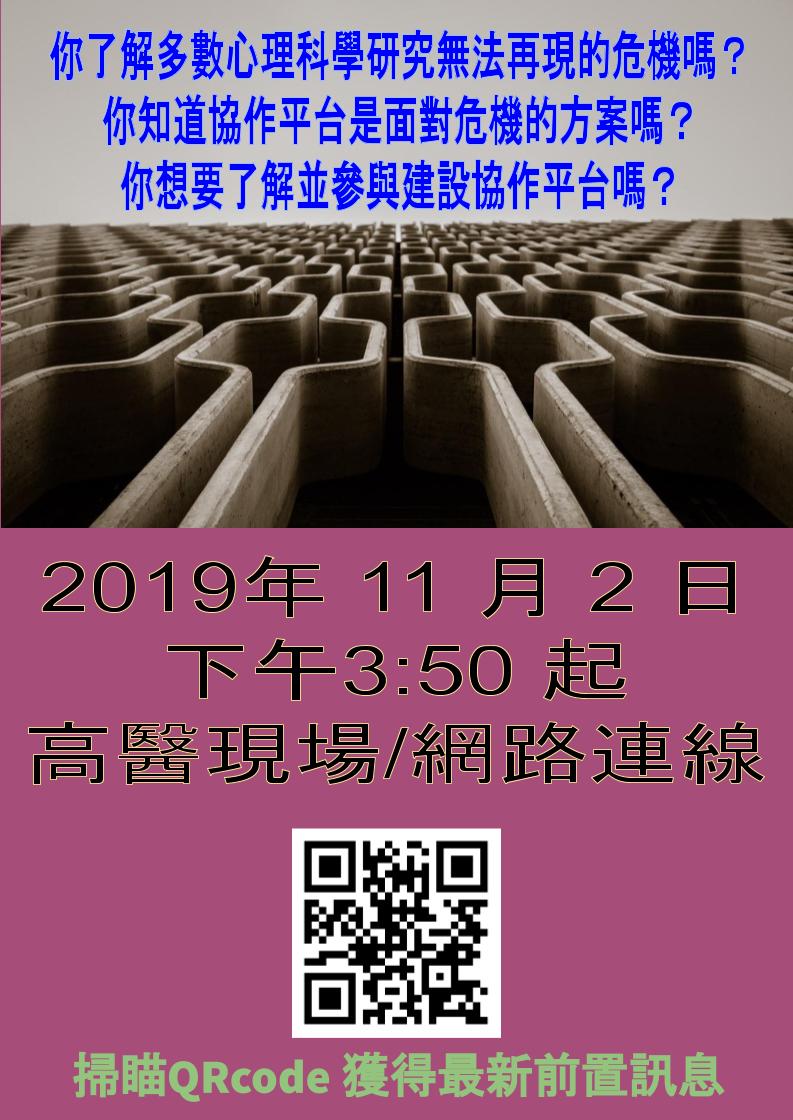 你了解多數心理科學研究無法再現的危機嗎？
你知道協作平台是面對危機的方案嗎？
你想要了解並參與建設協作平台嗎？
2019年 11 月 2 日
下午3:50 起
高醫現場/網路連線
掃瞄QRcode 獲得最新前置訊息